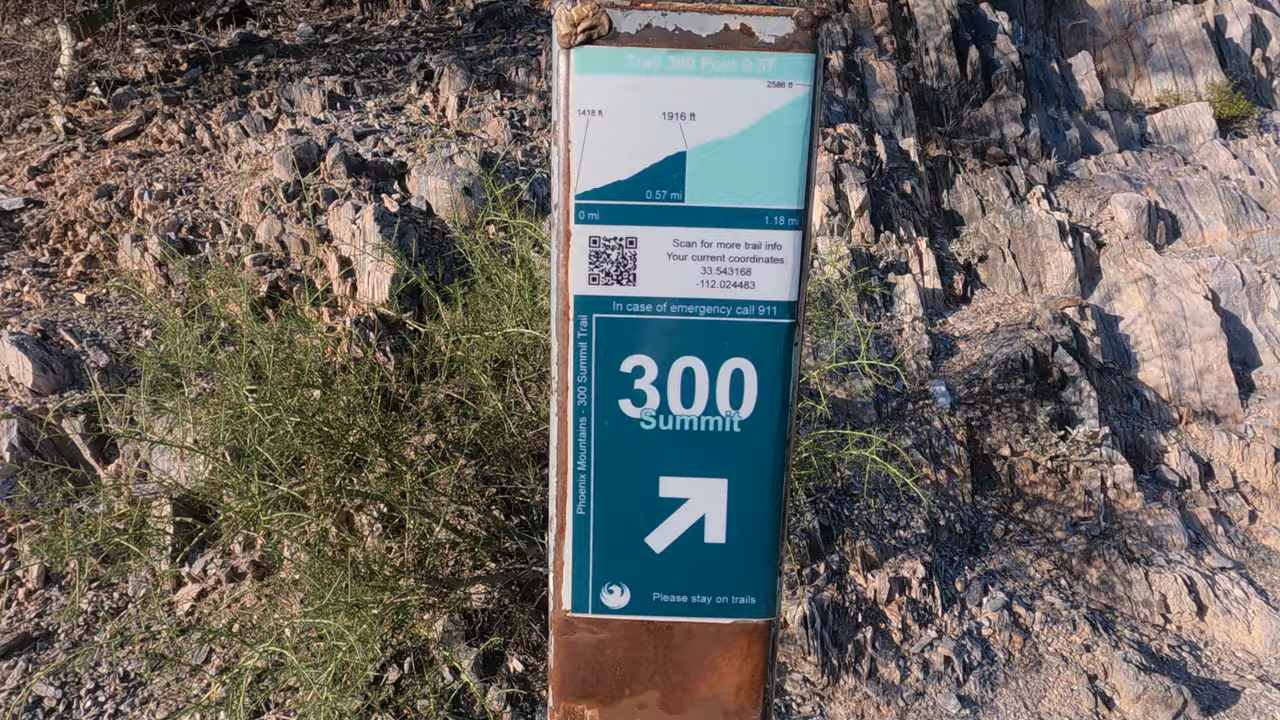 Trail 300 Post 0.57
2586 ft
1418 ft
1916 ft
0.57 mi
0 mi
1.18 mi
Scan for more trail info
Your current coordinates
33.543168
-112.024483
In case of emergency call 911
Phoenix Mountains - 300 Summit Trail
300
Summit
Please stay on trails